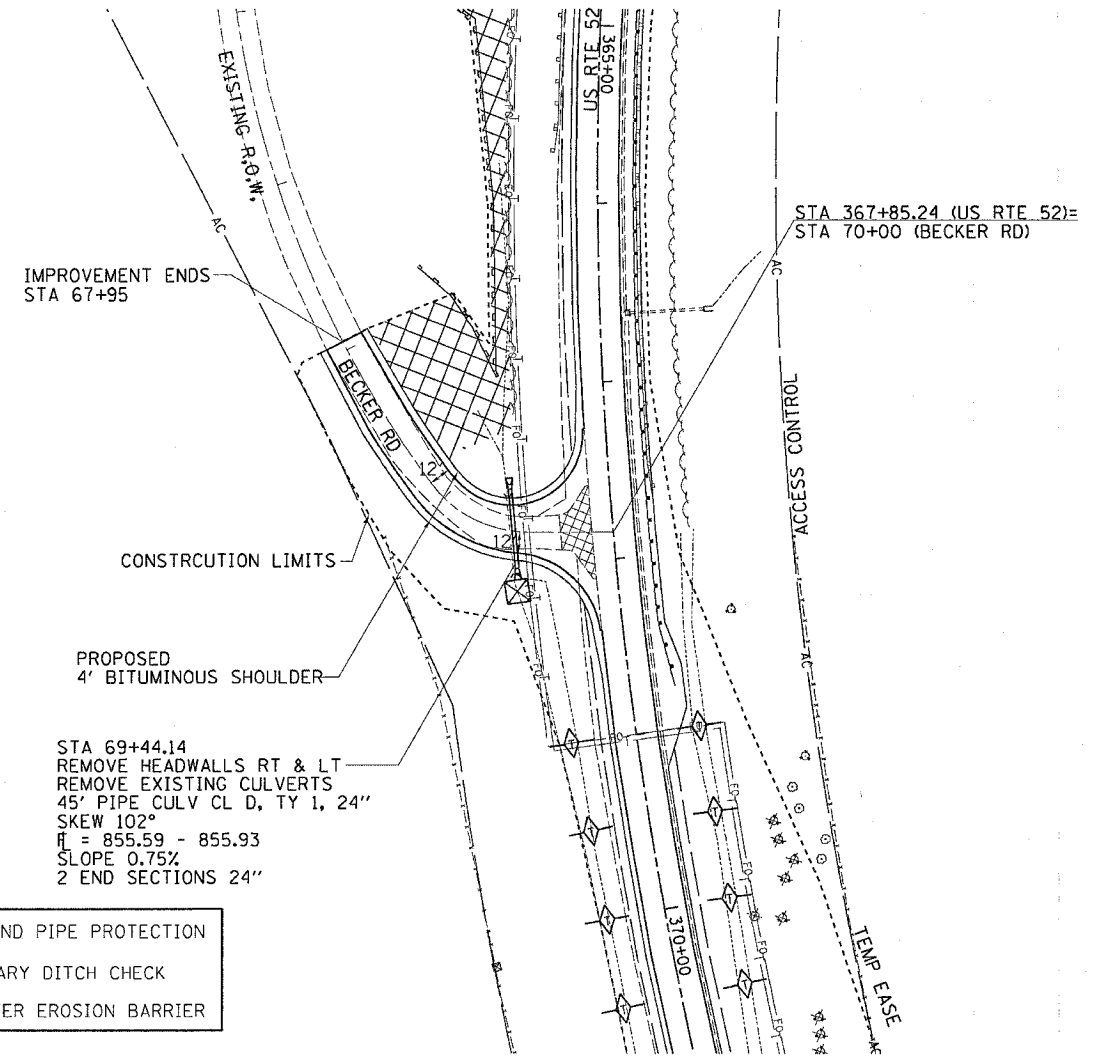 US RTE 52
365+00
EXISTING R.O.W.
AC
STA 367+85.24 (US RTE 52)=
STA 70+00 (BECKER RD)
AC
IMPROVEMENT ENDS
STA 67+95
BECKER RD
12'
12'
ACCESS CONTROL
CONSTRCUTION LIMITS
AC
PROPOSED
4' BITUMINOUS SHOULDER
STA 69+44.14
REMOVE HEADWALLS RT & LT
REMOVE EXISTING CULVERTS
45' PIPE CULV CL D, TY 1, 24"
SKEW 102°
FL = 855.59 - 855.93
SLOPE 0.75%
2 END SECTIONS 24"
370+00
TEMP EASE
AC
ND PIPE PROTECTION
ARY DITCH CHECK
ER EROSION BARRIER